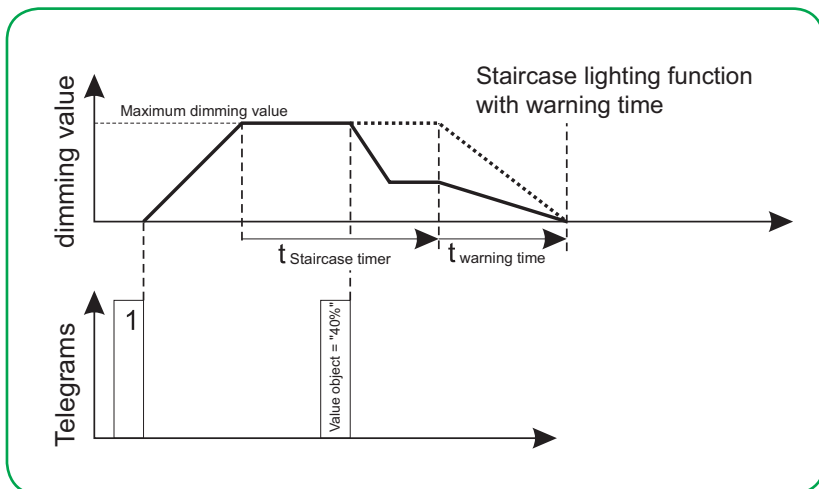 Staircase lighting function
with warning time
dimming value
Maximum dimming value
t Staircase timer
t warning time
Telegrams
1
Value object = "40%"